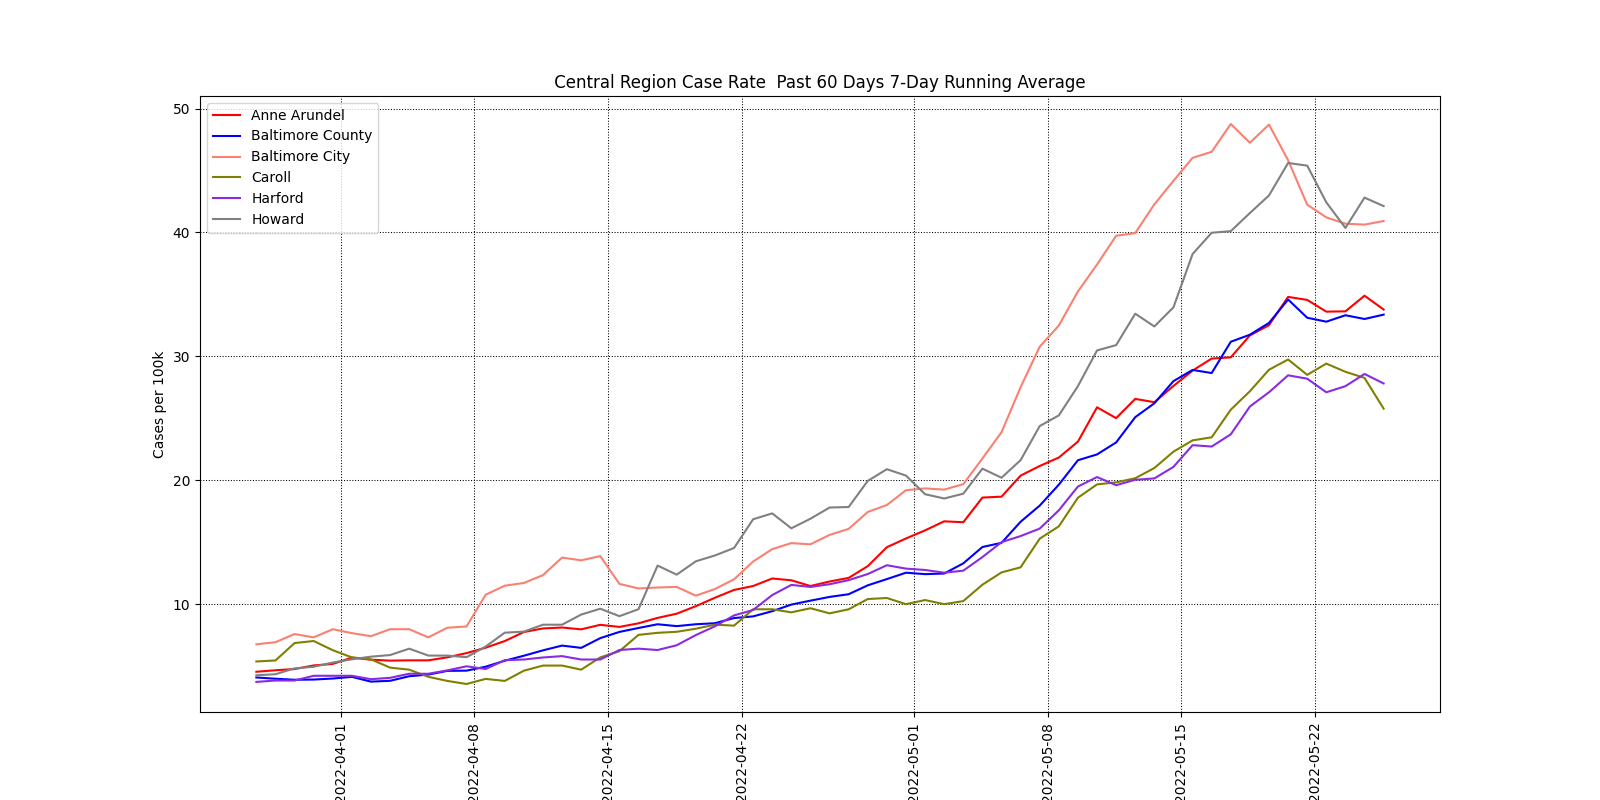 Central Region Case Rate  Past 60 Days 7-Day Running Average
50
40
30
20
10
Cases per 100k
Anne Arundel
Baltimore County
Baltimore City
Caroll
Harford
Howard
2022-04-01
2022-04-08
2022-04-15
2022-04-22
2022-05-01
2022-05-08
2022-05-15
2022-05-22